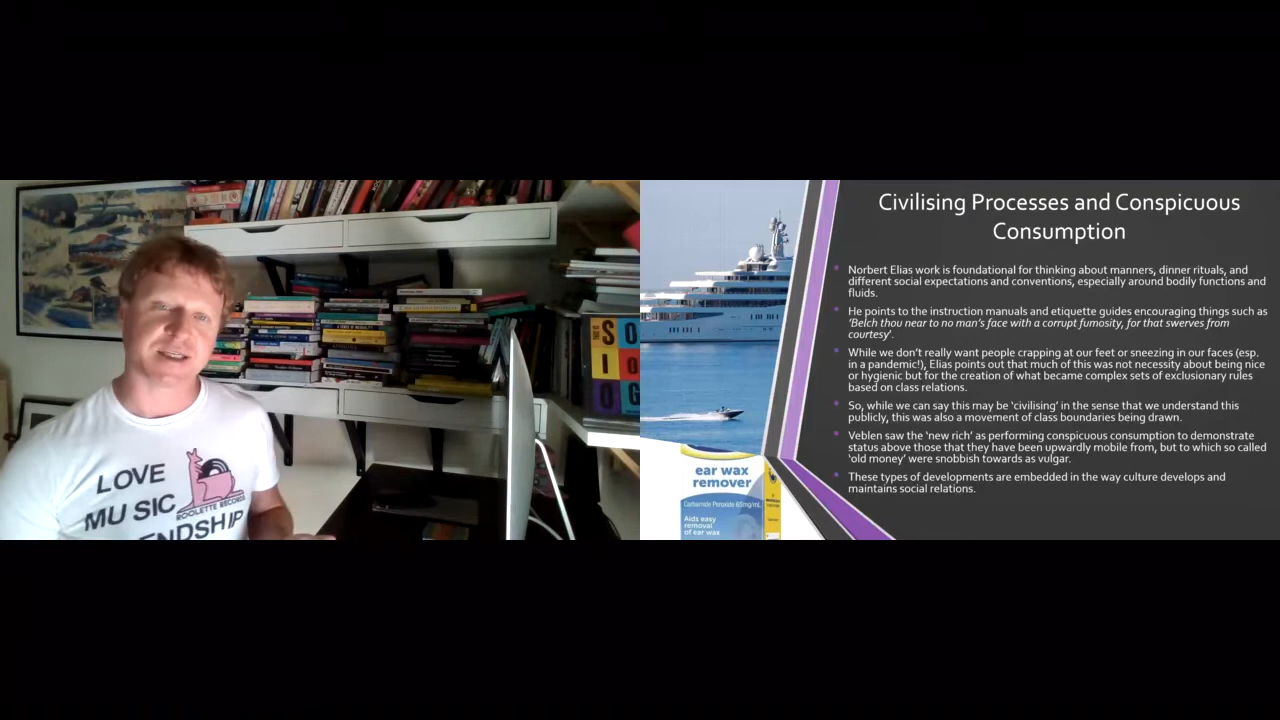 LOVE
MUSIC
ROOLETTE RECORDS
ENDSHIP
S O
I O
G
Civilising Processes and Conspicuous
Consumption
Norbert Elias work is foundational for thinking about manners, dinner rituals, and
different social expectations and conventions, especially around bodily functions and
fluids.
He points to the instruction manuals and etiquette guides encouraging things such as
‘Belch thou near to no man’s face with a corrupt fumosity, for that swerves from
courtesy’.
While we don’t really want people crapping at our feet or sneezing in our faces (esp.
in a pandemic!), Elias points out that much of this was not necessity about being nice
or hygienic but for the creation of what became complex sets of exclusionary rules
based on class relations.
So, while we can say this may be ‘civilising’ in the sense that we understand this
publicly, this was also a movement of class boundaries being drawn.
Veblen saw the ‘new rich’ as performing conspicuous consumption to demonstrate
status above those that they have been upwardly mobile from, but to which so called
‘old money’ were snobbish towards as vulgar.
These types of developments are embedded in the way culture develops and
maintains social relations.
ear wax
remover
Carbamide Peroxide 65mg/mL
Aids easy
removal
of ear wax